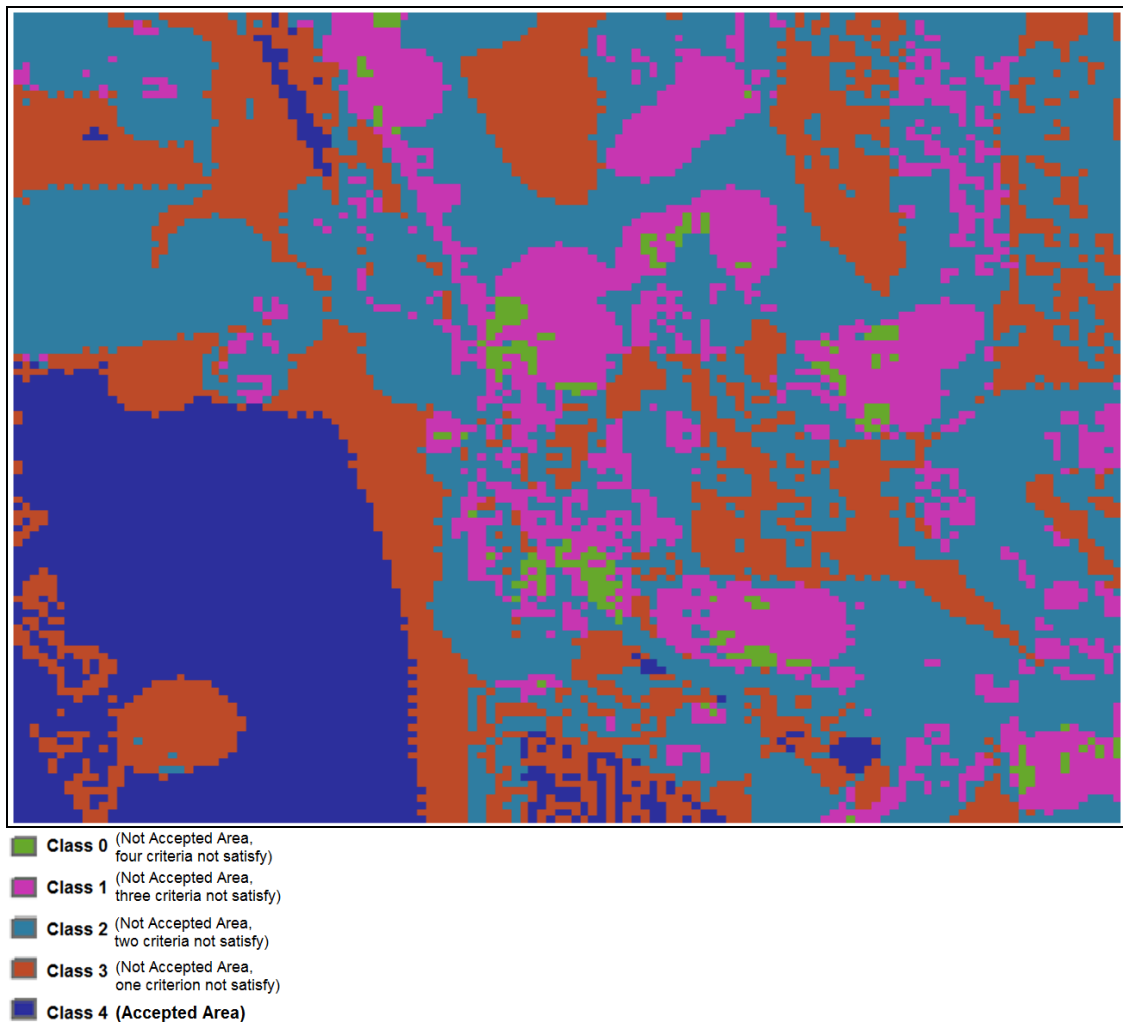 Class 0 (Not Accepted Area,
four criteria not satisfy)
Class 1 (Not Accepted Area,
three criteria not satisfy)
Class 2 (Not Accepted Area,
two criteria not satisfy)
Class 3 (Not Accepted Area,
one criterion not satisfy)
Class 4 (Accepted Area)